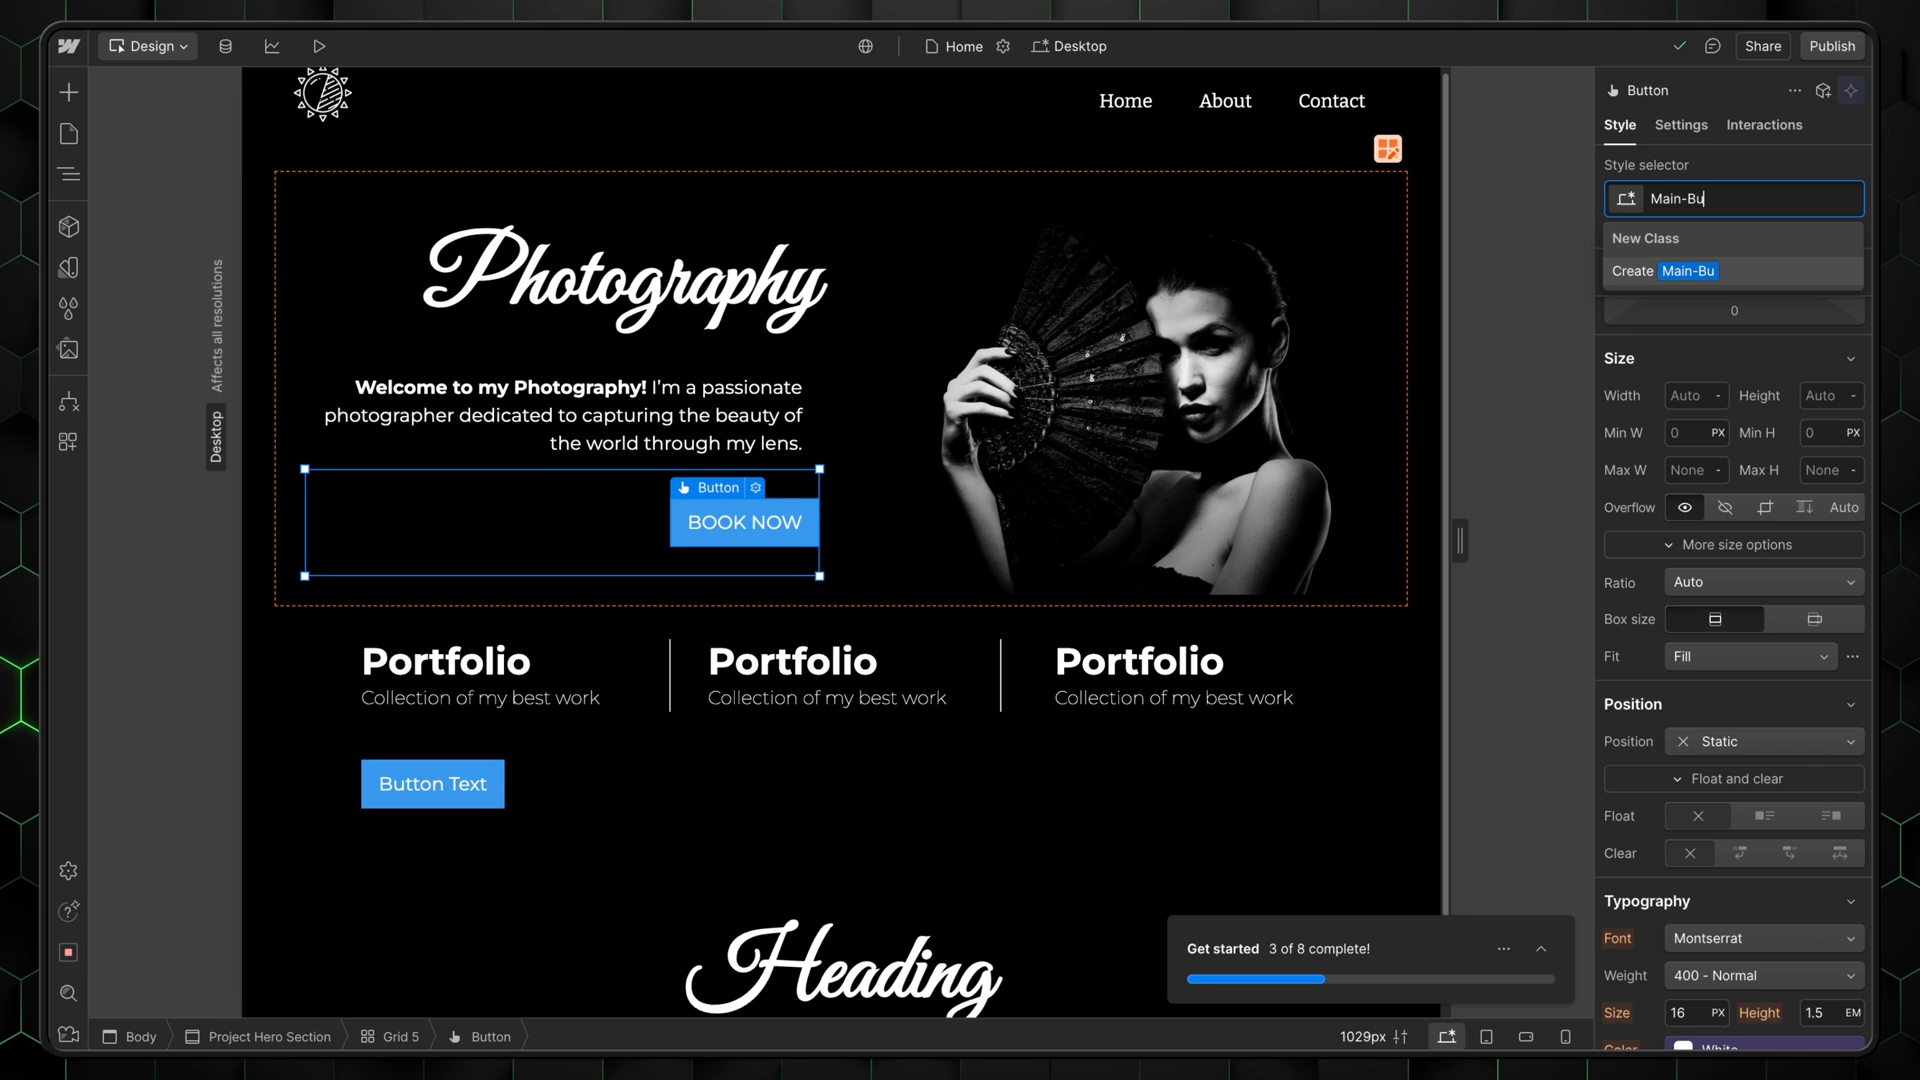 Design
Home
Desktop
Share
Publish
Home
About
Contact
Affects all resolutions
Desktop
Photography
Welcome to my Photography! I'm a passionate
photographer dedicated to capturing the beauty of
the world through my lens.
Button
BOOK NOW
Portfolio
Collection of my best work
Portfolio
Collection of my best work
Portfolio
Collection of my best work
Button Text
Heading
Get started 3 of 8 complete!
Button
Style
Settings
Interactions
Style selector
Main-Bu
New Class
Create Main-Bu
0
Size
Width Auto - Height Auto -
Min W 0 PX Min H 0 PX
Max W None - Max H None -
Overflow Auto
More size options
Ratio Auto
Box size
Fit Fill
Position
Position Static
Float and clear
Float
Clear
Typography
Font Montserrat
Weight 400 - Normal
Size 16 PX Height 1.5 EM
Color White
Body
Project Hero Section
Grid 5
Button
1029px